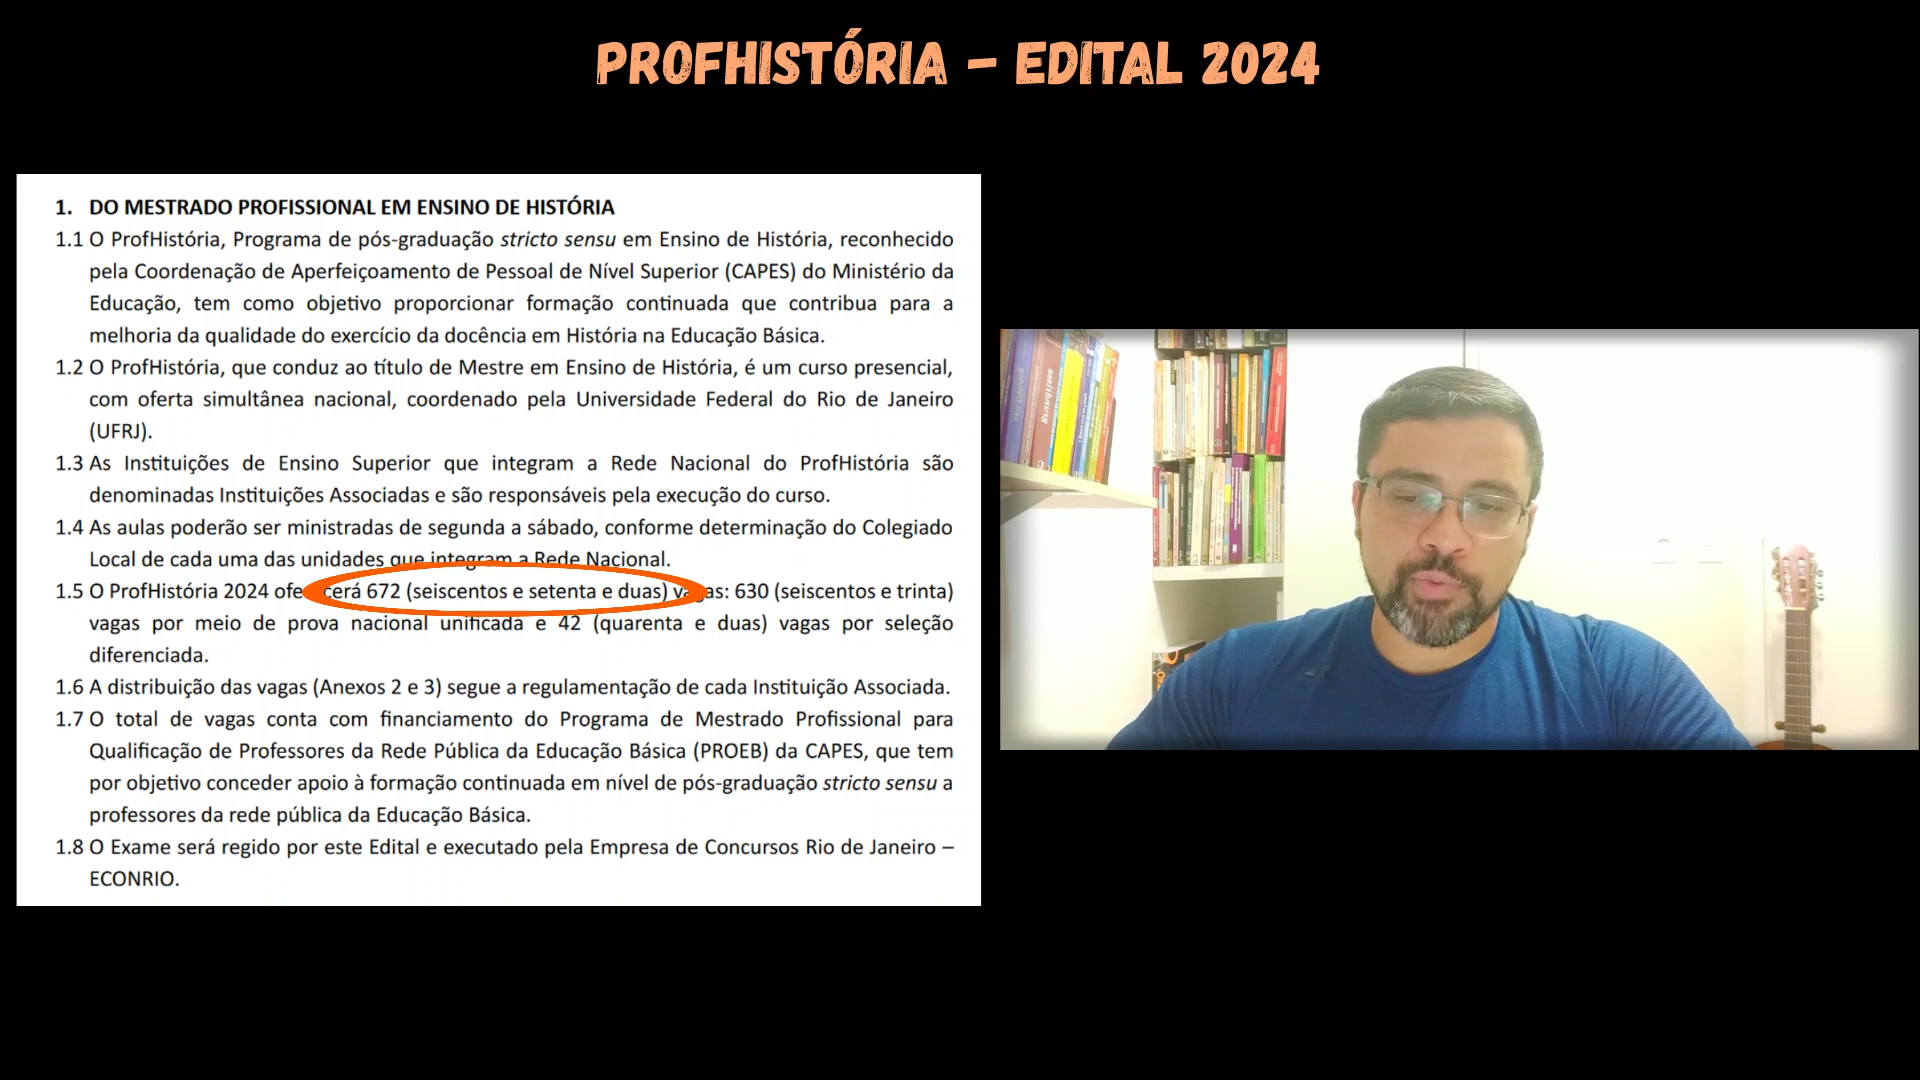 PROFHISTÓRIA – EDITAL 2024
1. DO MESTRADO PROFISSIONAL EM ENSINO DE HISTÓRIA
1.1 O ProfHistória, Programa de pós-graduação stricto sensu em Ensino de História, reconhecido
pela Coordenação de Aperfeiçoamento de Pessoal de Nível Superior (CAPES) do Ministério da
Educação, tem como objetivo proporcionar formação continuada que contribua para a
melhoria da qualidade do exercício da docência em História na Educação Básica.
1.2 O ProfHistória, que conduz ao título de Mestre em Ensino de História, é um curso presencial,
com oferta simultânea nacional, coordenado pela Universidade Federal do Rio de Janeiro
(UFRJ).
1.3 As Instituições de Ensino Superior que integram a Rede Nacional do ProfHistória são
denominadas Instituições Associadas e são responsáveis pela execução do curso.
1.4 As aulas poderão ser ministradas de segunda a sábado, conforme determinação do Colegiado
Local de cada uma das unidades que integram a Rede Nacional.
1.5 O ProfHistória 2024 oferecerá 672 (seiscentos e setenta e duas) vagas: 630 (seiscentos e trinta)
vagas por meio de prova nacional unificada e 42 (quarenta e duas) vagas por seleção
diferenciada.
1.6 A distribuição das vagas (Anexos 2 e 3) segue a regulamentação de cada Instituição Associada.
1.7 O total de vagas conta com financiamento do Programa de Mestrado Profissional para
Qualificação de Professores da Rede Pública da Educação Básica (PROEB) da CAPES, que tem
por objetivo conceder apoio à formação continuada em nível de pós-graduação stricto sensu a
professores da rede pública da Educação Básica.
1.8 O Exame será regido por este Edital e executado pela Empresa de Concursos Rio de Janeiro –
ECONRIO.